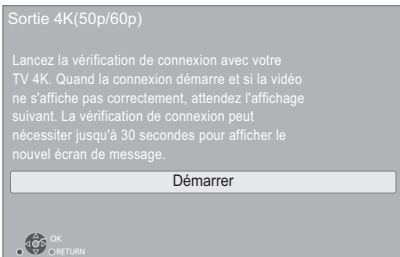 Sortie 4K(50p/60p)
Lancez la vérification de connexion avec votre
TV 4K. Quand la connexion démarre et si la vidéo
ne s'affiche pas correctement, attendez l'affichage
suivant. La vérification de connexion peut
nécessiter jusqu'à 30 secondes pour afficher le
nouvel écran de message.
Démarrer
OK
RETURN